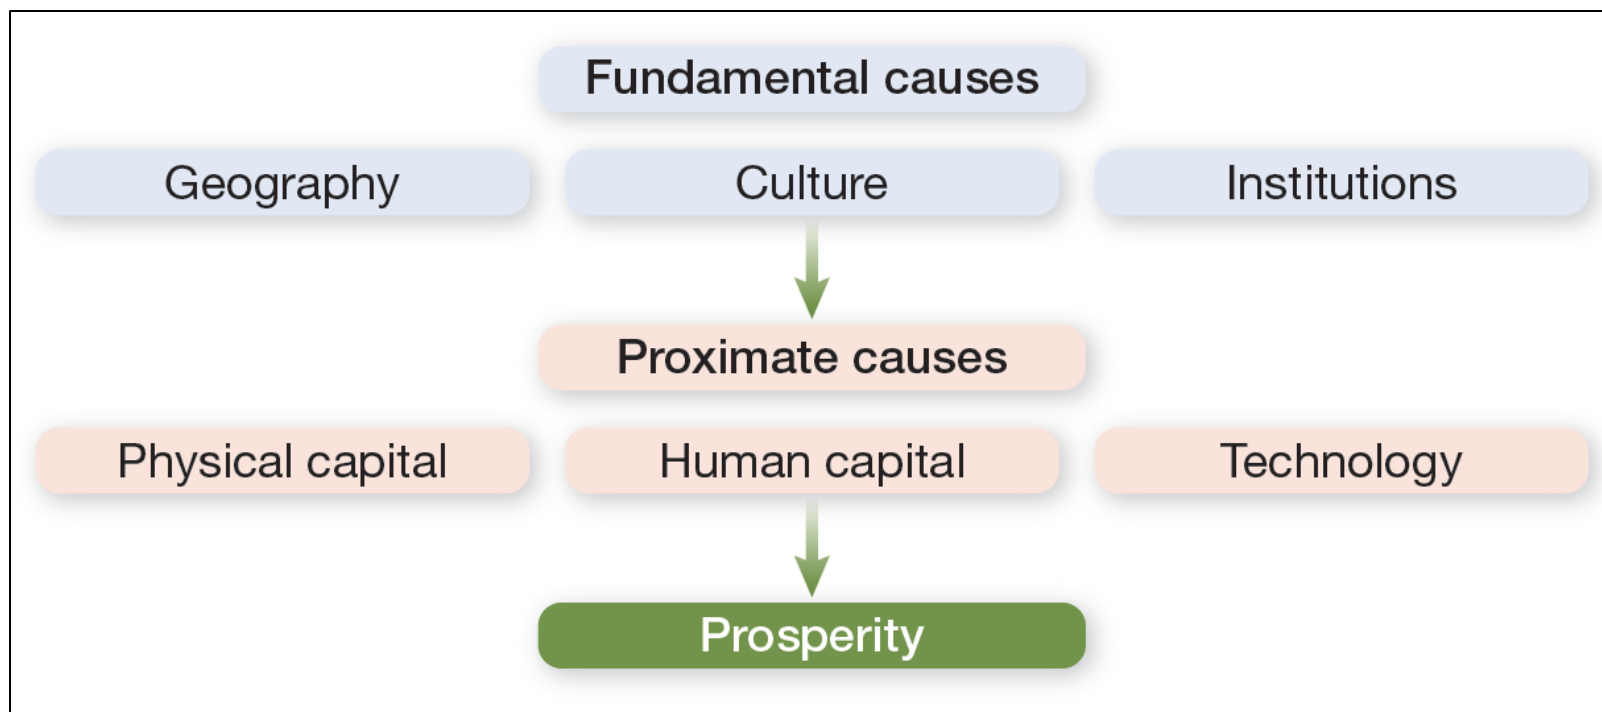 Fundamental causes
Geography
Culture
Institutions
Proximate causes
Physical capital
Human capital
Technology
Prosperity